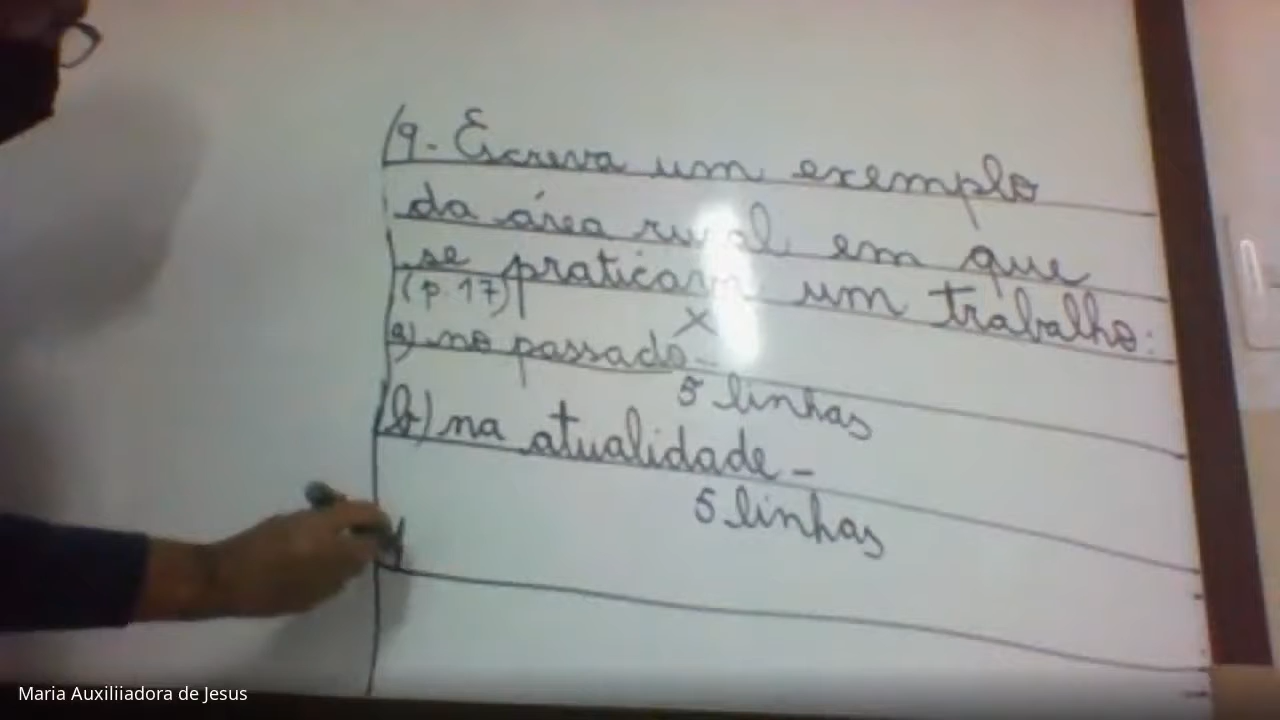 9. Escreva um exemplo
da área rural em que
se praticam um trabalho:
(p. 17) X
a) no passado -
5 linhas
b) na atualidade -
5 linhas
Maria Auxiliiadora de Jesus